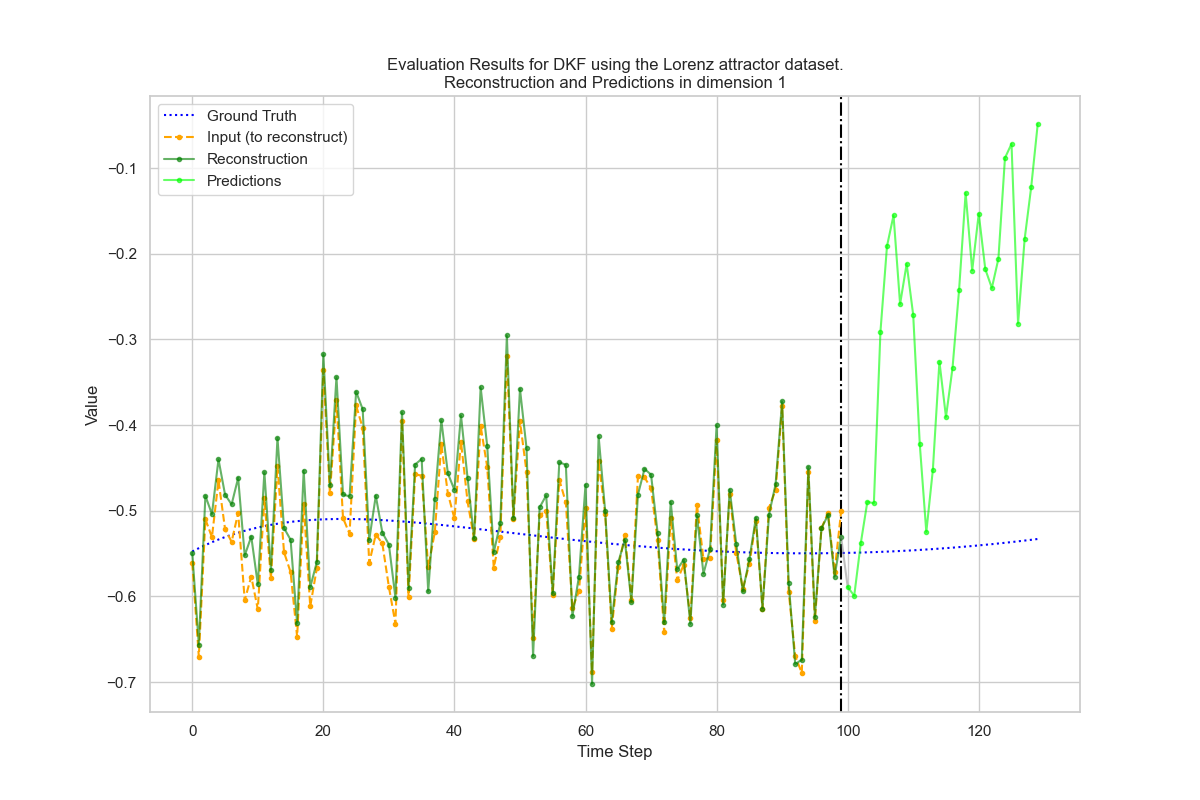 Evaluation Results for DKF using the Lorenz attractor dataset.
Reconstruction and Predictions in dimension 1
Ground Truth
Input (to reconstruct)
Reconstruction
Predictions
−0.1
−0.2
−0.3
−0.4
−0.5
−0.6
−0.7
Value
0
20
40
60
80
100
120
Time Step